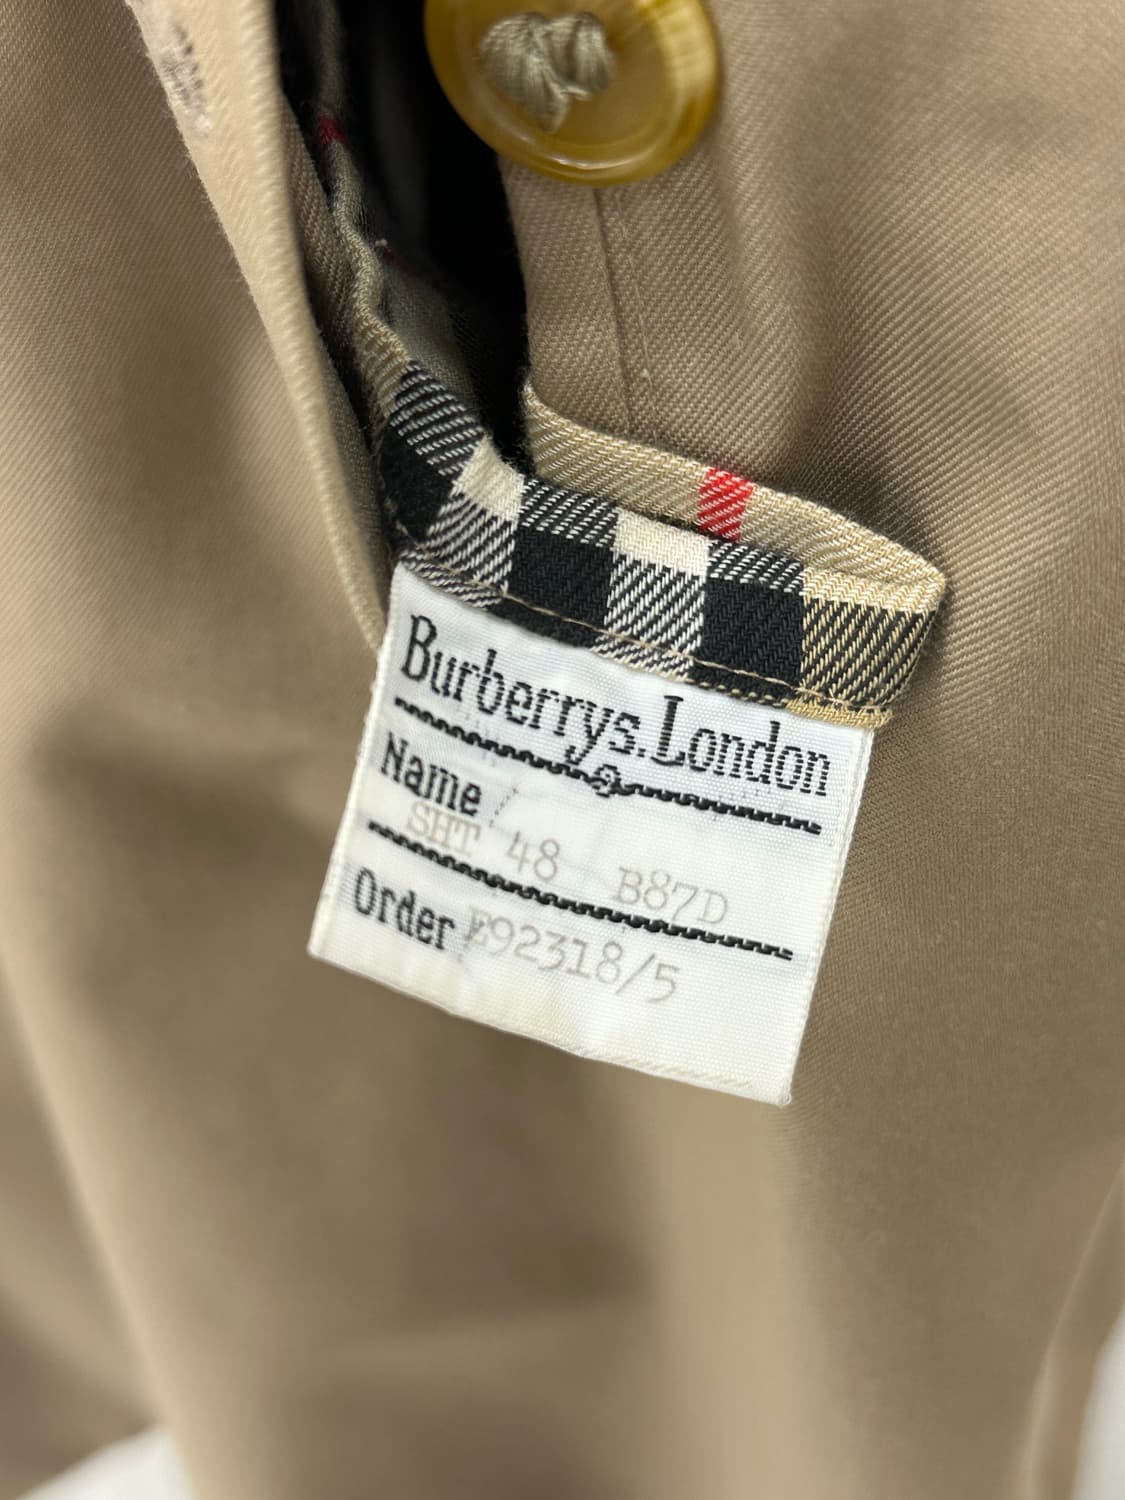 Burberrys. London
Name /
SHT 48 B87D
Order / E92318/5